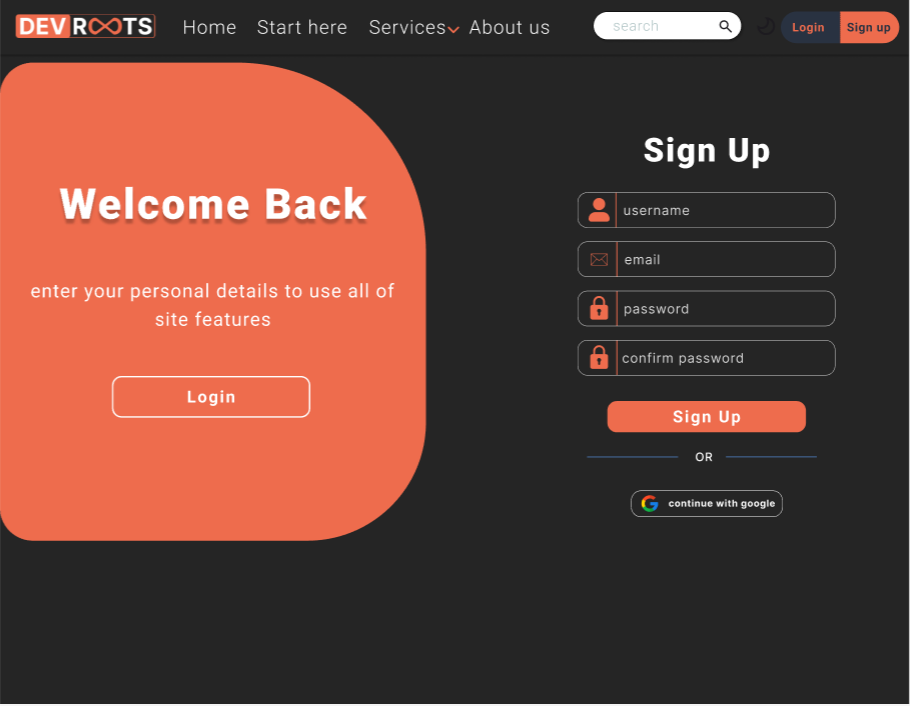 DEVROOTS
Home Start here Services About us search Login Sign up
Welcome Back
enter your personal details to use all of
site features
Login
Sign Up
username
email
password
confirm password
Sign Up
OR
continue with google